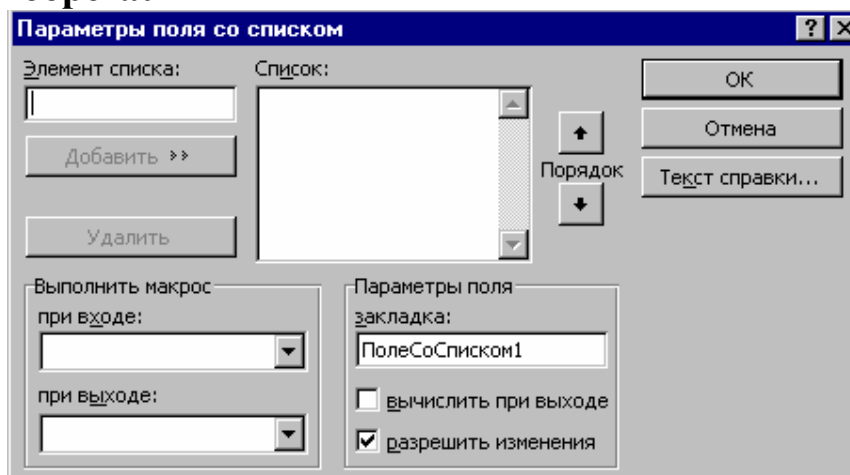 Параметры поля со списком
Элемент списка:
Список:
Добавить >>
Удалить
Порядок
ОК
Отмена
Текст справки...
Выполнить макрос
при входе:
при выходе:
Параметры поля
закладка:
ПолеСоСписком1
вычислить при выходе
разрешить изменения